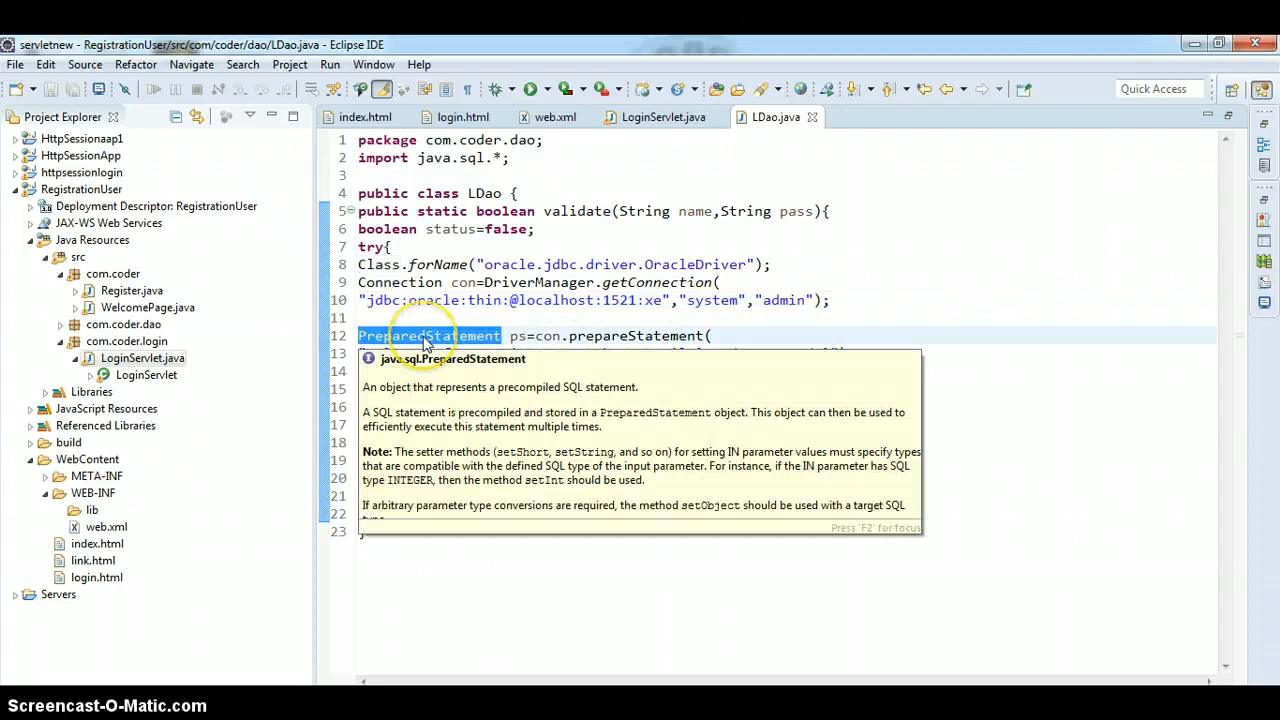 servletnew - RegistrationUser/src/com/coder/dao/LDao.java - Eclipse IDE
File Edit Source Refactor Navigate Search Project Run Window Help
Quick Access
Project Explorer
index.html login.html web.xml LoginServlet.java LDao.java
HttpSessionaap1
HttpSessionApp
httpsessionlogin
RegistrationUser
Deployment Descriptor: RegistrationUser
JAX-WS Web Services
Java Resources
src
com.coder
Register.java
WelcomePage.java
com.coder.dao
com.coder.login
LoginServlet.java
LoginServlet
Libraries
JavaScript Resources
Referenced Libraries
build
WebContent
META-INF
WEB-INF
lib
web.xml
index.html
link.html
login.html
Servers
1 package com.coder.dao;
2 import java.sql.*;
3
4 public class LDao {
5 public static boolean validate(String name,String pass){
6 boolean status=false;
7 try{
8 Class.forName("oracle.jdbc.driver.OracleDriver");
9 Connection con=DriverManager.getConnection(
10 "jdbc:oracle:thin:@localhost:1521:xe","system","admin");
11
12 PreparedStatement ps=con.prepareStatement(
13
14
15
16
17
18
19
20
21
22
23 }
java.sql.PreparedStatement
An object that represents a precompiled SQL statement.
A SQL statement is precompiled and stored in a PreparedStatement object. This object can then be used to
efficiently execute this statement multiple times.
Note: The setter methods (setShort, setString, and so on) for setting IN parameter values must specify types
that are compatible with the defined SQL type of the input parameter. For instance, if the IN parameter has SQL
type INTEGER, then the method setInt should be used.
If arbitrary parameter type conversions are required, the method setObject should be used with a target SQL
Press 'F2' for focus
Screencast-O-Matic.com